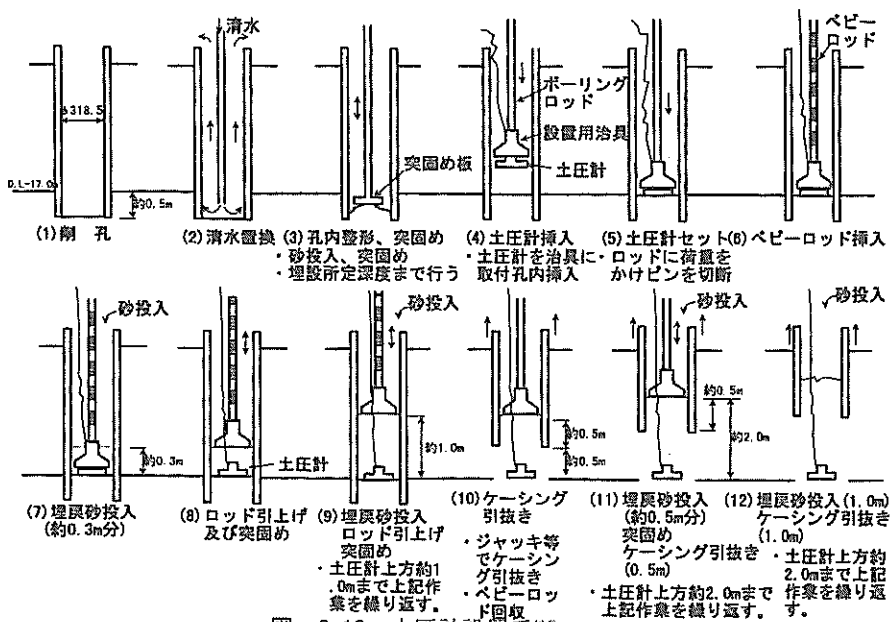 清水
ベビー
ロッド
φ318.5
ボーリング
ロッド
設置用治具
突固め板
土圧計
D.L-17.0m
約0.5m
(1) 削 孔
(2) 清水置換
(3) 孔内整形、突固め
・砂投入、突固め
・埋設所定深度まで行う
(4) 土圧計挿入
・土圧計を治具に
取付孔内挿入
(5) 土圧計セット
・ロッドに荷重を
かけピンを切断
(6) ベビーロッド挿入
砂投入
砂投入
砂投入
砂投入
約0.3m
土圧計
約1.0m
約0.5m
約0.5m
約0.5m
約2.0m
(7) 埋戻砂投入
(約0.3m分)
(8) ロッド引上げ
及び突固め
(9) 埋戻砂投入
ロッド引上げ
突固め
・土圧計上方約1
.0mまで上記作
業を繰り返す。
(10) ケーシング
引抜き
・ジャッキ等
でケーシン
グ引抜き
・ベビーロッ
ド回収
(11) 埋戻砂投入
(約0.5m分)
突固め
ケーシング引抜き
(0.5m)
・土圧計上方約2.0mまで
上記作業を繰り返す。
(12) 埋戻砂投入(1.0m)
ケーシング引抜き
(1.0m)
・土圧計上方約
2.0mまで上記
作業を繰り返
す。